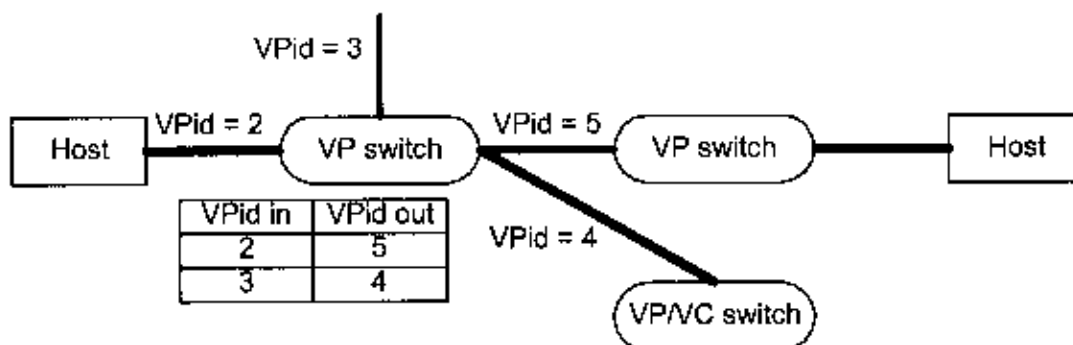 VPid = 3
VPid = 2
VPid = 5
Host
VP switch
VP switch
Host
VPid in VPid out
2 5
3 4
VPid = 4
VP/VC switch